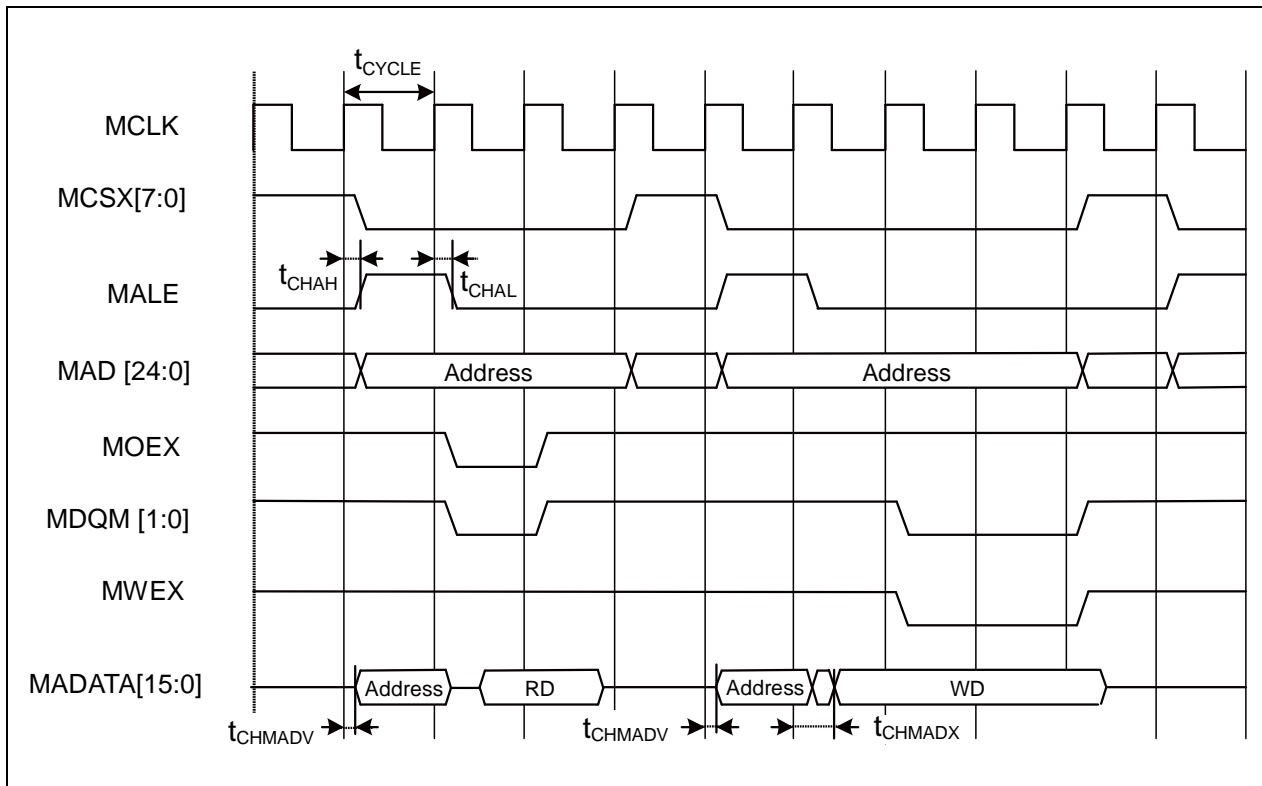 tCYCLE
MCLK
MCSX[7:0]
tCHAH
tCHAL
MALE
MAD [24:0]
Address
Address
MOEX
MDQM [1:0]
MWEX
MADATA[15:0]
Address
RD
Address
WD
tCHMADV
tCHMADV
tCHMADX